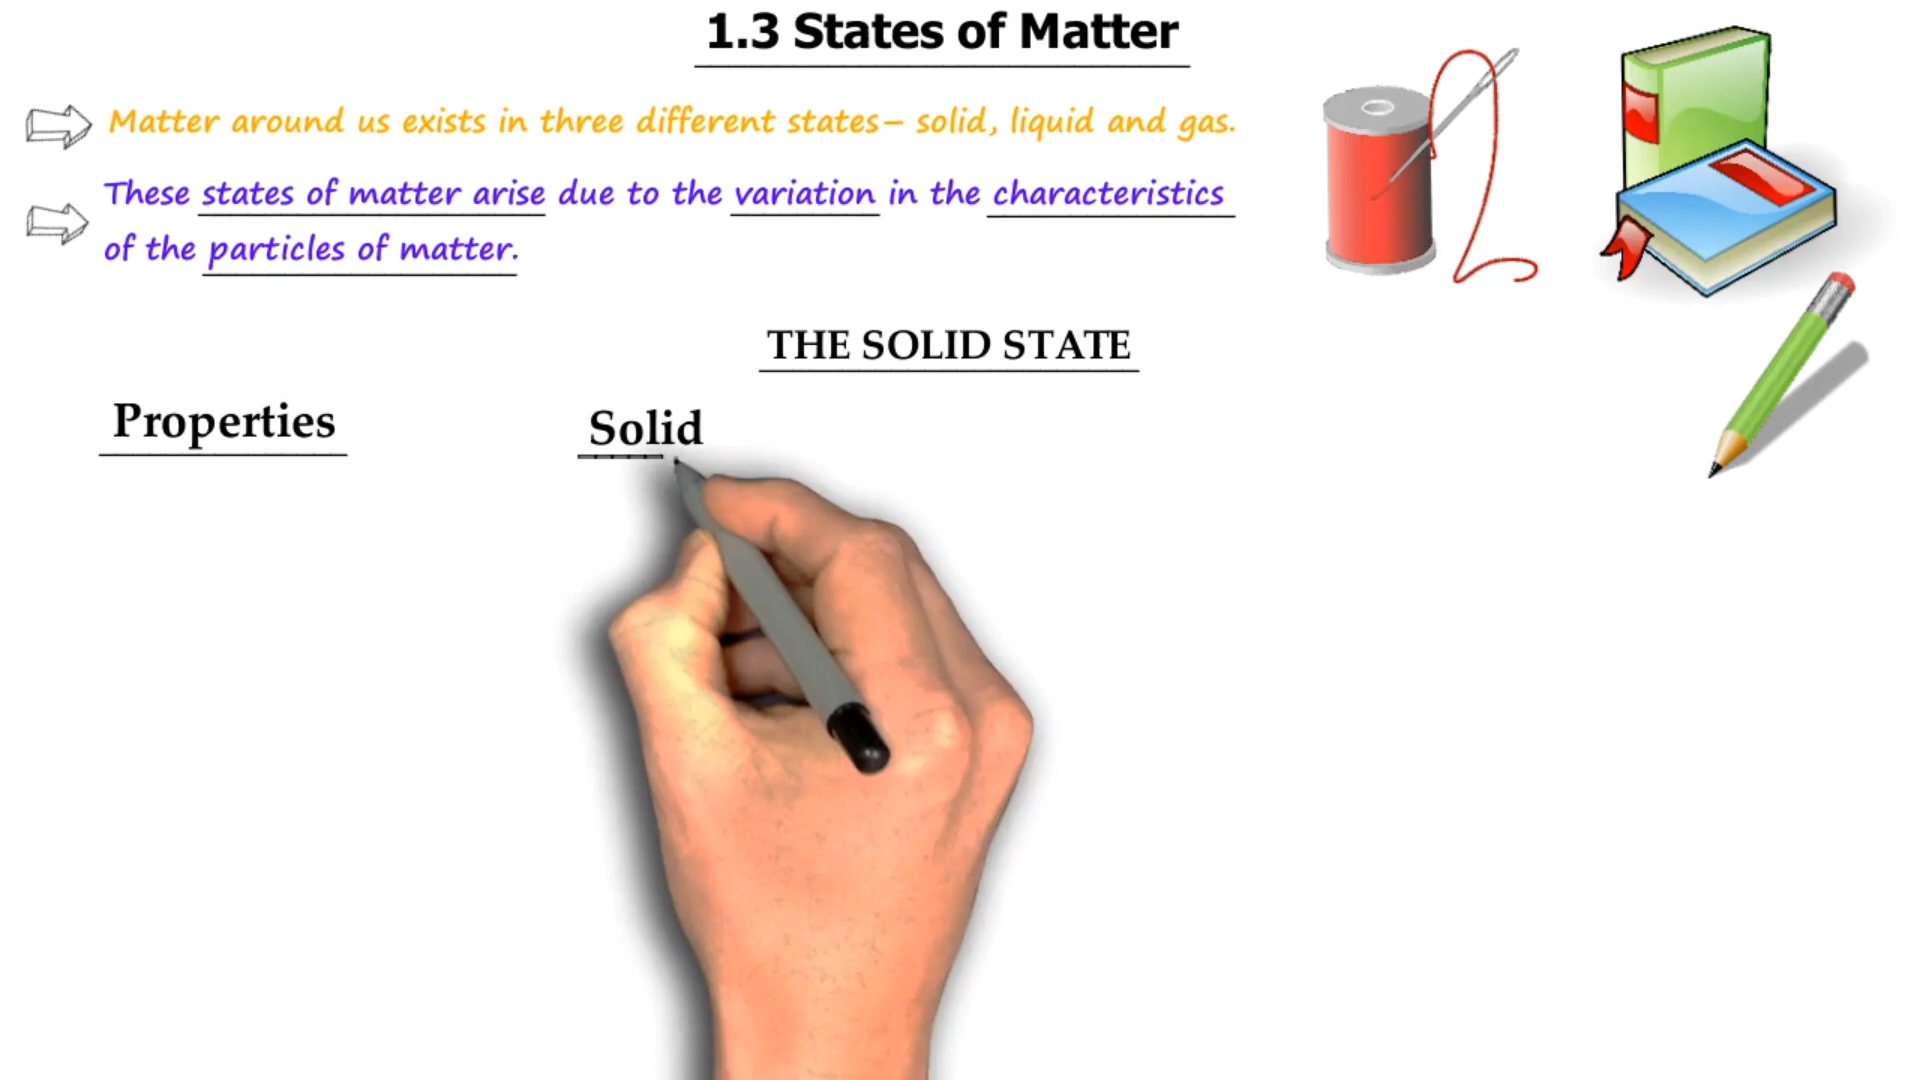 1.3 States of Matter
Matter around us exists in three different states– solid, liquid and gas.
These states of matter arise due to the variation in the characteristics
of the particles of matter.
THE SOLID STATE
Properties
Solid